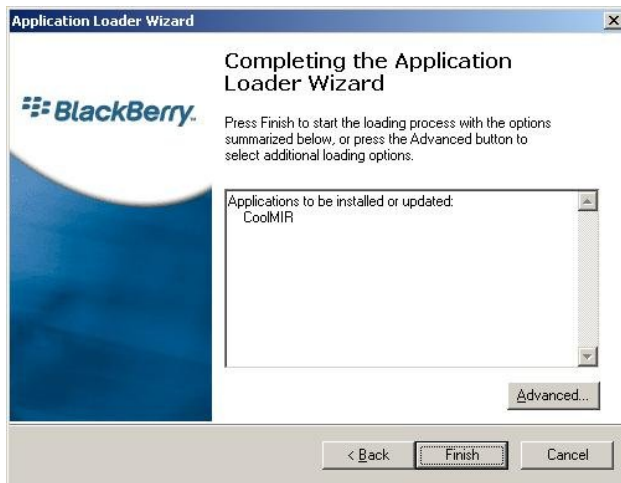 Application Loader Wizard
BlackBerry.
Completing the Application
Loader Wizard
Press Finish to start the loading process with the options
summarized below, or press the Advanced button to
select additional loading options.
Applications to be installed or updated:
CoolMIR
Advanced...
< Back
Finish
Cancel